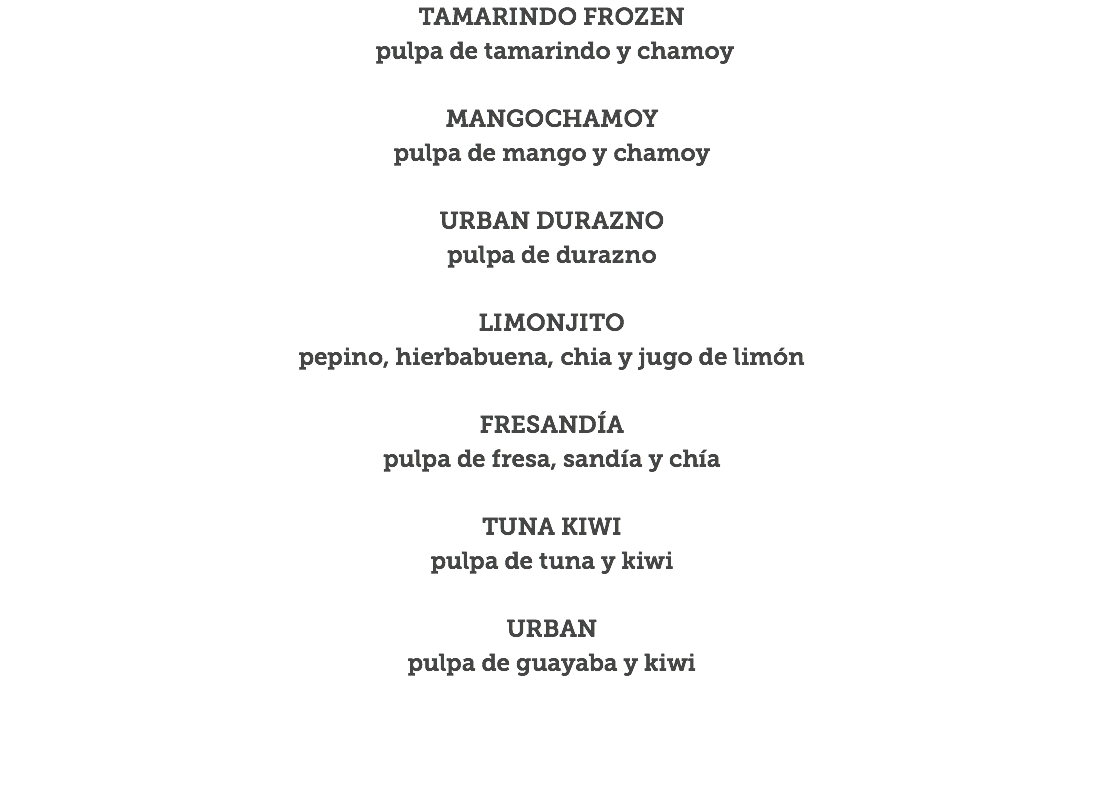 TAMARINDO FROZEN
pulpa de tamarindo y chamoy
MANGOCHAMOY
pulpa de mango y chamoy
URBAN DURAZNO
pulpa de durazno
LIMONJITO
pepino, hierbabuena, chia y jugo de limón
FRESANDÍA
pulpa de fresa, sandía y chía
TUNA KIWI
pulpa de tuna y kiwi
URBAN
pulpa de guayaba y kiwi